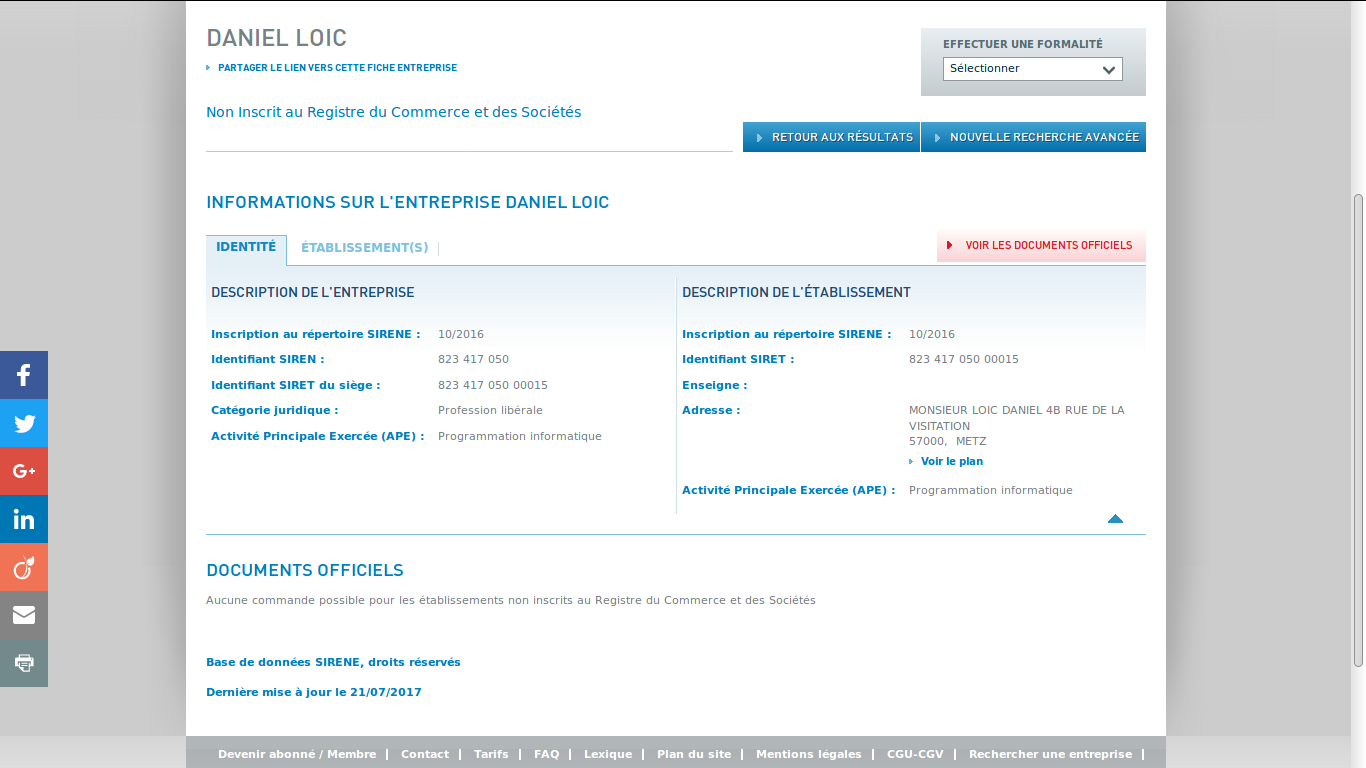 DANIEL LOIC
PARTAGER LE LIEN VERS CETTE FICHE ENTREPRISE
EFFECTUER UNE FORMALITÉ
Sélectionner
Non Inscrit au Registre du Commerce et des Sociétés
RETOUR AUX RÉSULTATS
NOUVELLE RECHERCHE AVANCÉE
INFORMATIONS SUR L'ENTREPRISE DANIEL LOIC
IDENTITÉ
ÉTABLISSEMENT(S)
VOIR LES DOCUMENTS OFFICIELS
DESCRIPTION DE L'ENTREPRISE
Inscription au répertoire SIRENE : 10/2016
Identifiant SIREN : 823 417 050
Identifiant SIRET du siège : 823 417 050 00015
Catégorie juridique : Profession libérale
Activité Principale Exercée (APE) : Programmation informatique
DESCRIPTION DE L'ÉTABLISSEMENT
Inscription au répertoire SIRENE : 10/2016
Identifiant SIRET : 823 417 050 00015
Enseigne :
Adresse : MONSIEUR LOIC DANIEL 4B RUE DE LA
VISITATION
57000, METZ
Voir le plan
Activité Principale Exercée (APE) : Programmation informatique
DOCUMENTS OFFICIELS
Aucune commande possible pour les établissements non inscrits au Registre du Commerce et des Sociétés
Base de données SIRENE, droits réservés
Dernière mise à jour le 21/07/2017
Devenir abonné / Membre | Contact | Tarifs | FAQ | Lexique | Plan du site | Mentions légales | CGU-CGV | Rechercher une entreprise |